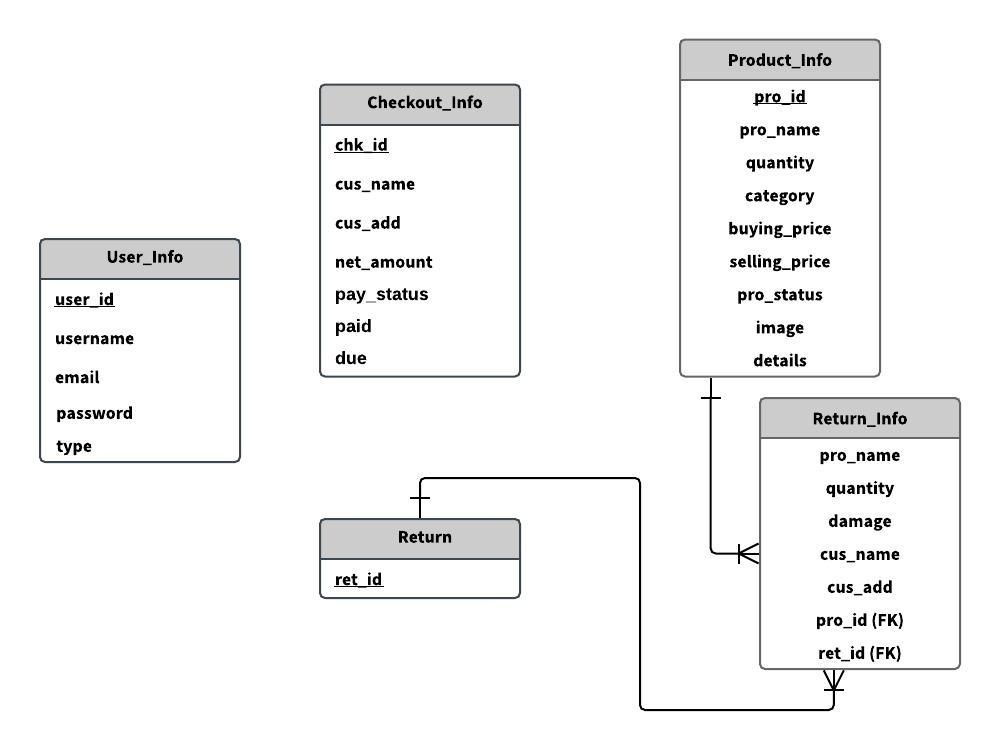 Product_Info
pro_id
pro_name
quantity
category
buying_price
selling_price
pro_status
image
details
Checkout_Info
chk_id
cus_name
cus_add
net_amount
pay_status
paid
due
User_Info
user_id
username
email
password
type
Return_Info
pro_name
quantity
damage
cus_name
cus_add
pro_id (FK)
ret_id (FK)
Return
ret_id